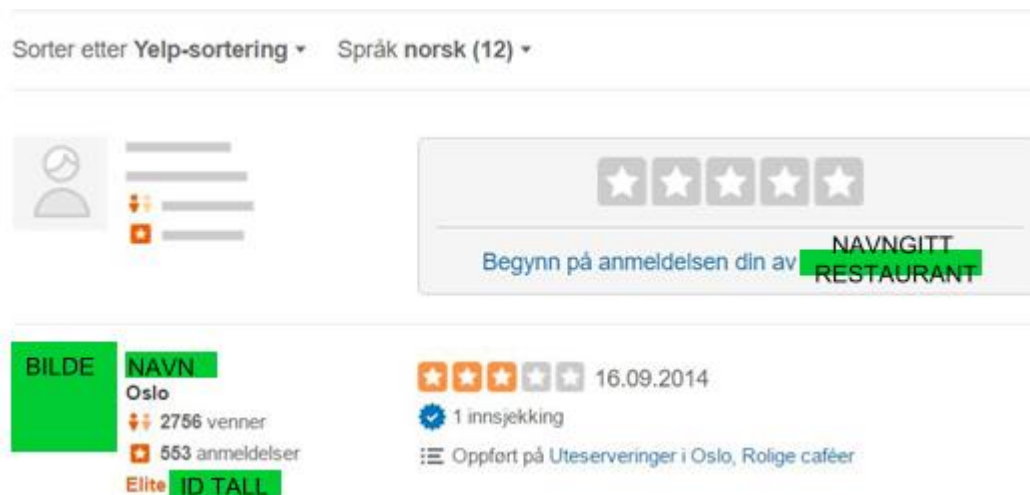 Sorter etter Yelp-sortering Språk norsk (12)
Begynn på anmeldelsen din av NAVNGITT RESTAURANT
BILDE
NAVN
Oslo
2756 venner
553 anmeldelser
Elite ID TALL
16.09.2014
1 innsjekking
Oppført på Uteserveringer i Oslo, Rolige caféer